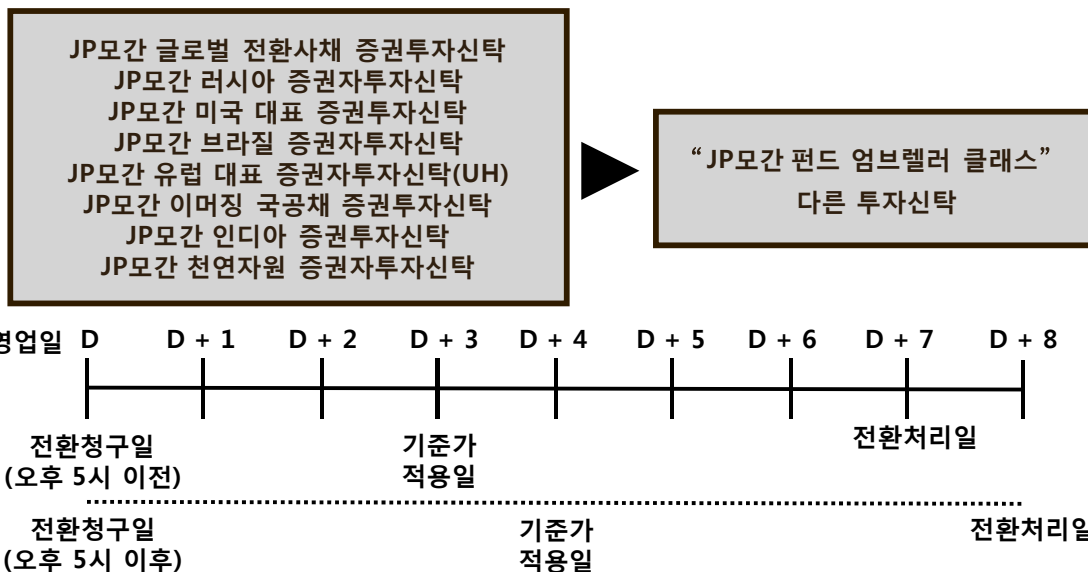 JP모간 글로벌 전환사채 증권투자신탁
JP모간 러시아 증권자투자신탁
JP모간 미국 대표 증권투자신탁
JP모간 브라질 증권자투자신탁
JP모간 유럽 대표 증권자투자신탁(UH)
JP모간 이머징 국공채 증권투자신탁
JP모간 인디아 증권투자신탁
JP모간 천연자원 증권자투자신탁
“JP모간 펀드 엄브렐러 클래스”
다른 투자신탁
영업일 D D + 1 D + 2 D + 3 D + 4 D + 5 D + 6 D + 7 D + 8
전환청구일 기준가 전환처리일
(오후 5시 이전) 적용일
전환청구일 기준가 전환처리일
(오후 5시 이후) 적용일